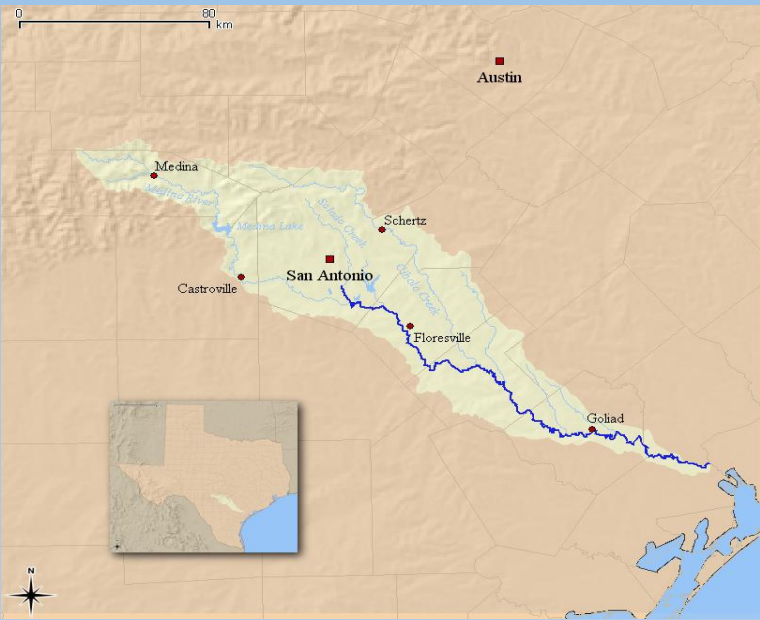 0 80
km
Austin
Medina
Medina River
Salado Creek
Schertz
Medina Lake
San Antonio
Cibolo Creek
Castroville
Floresville
Goliad
N